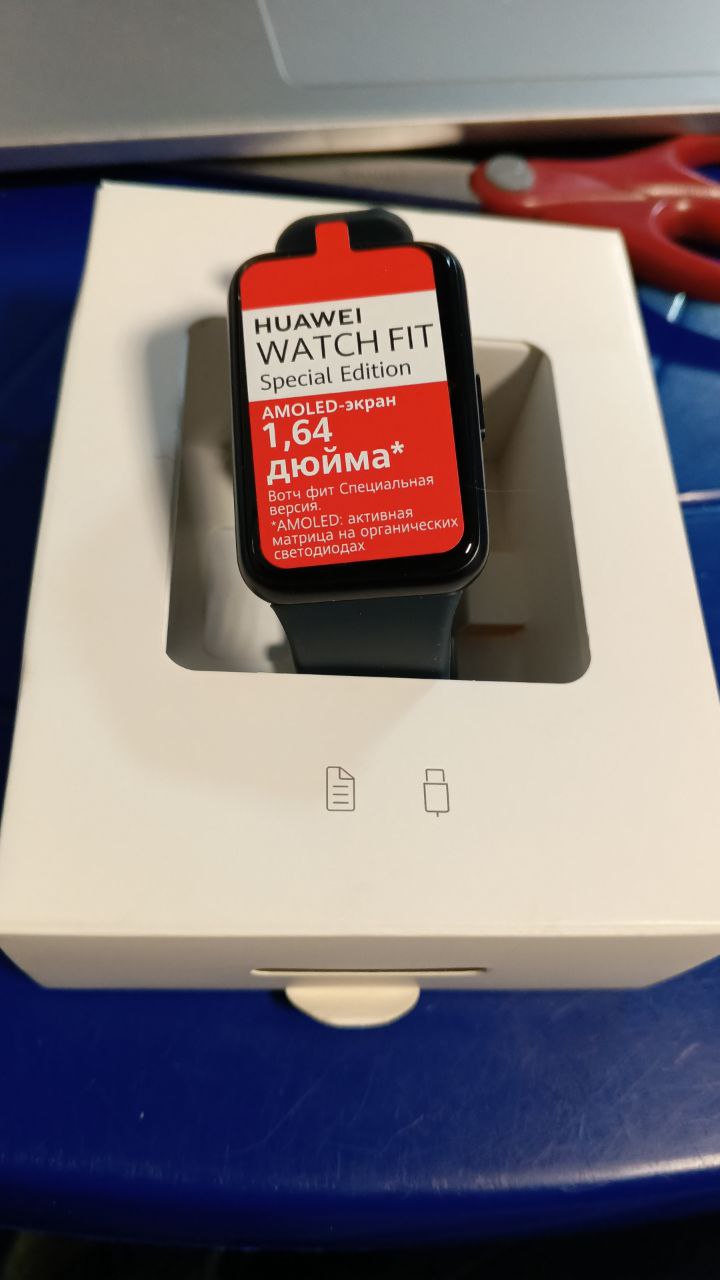 HUAWEI
WATCH FIT
Special Edition
AMOLED-экран
1,64
дюйма*
Вотч фит Специальная
версия.
*AMOLED: активная
матрица на органических
светодиодах